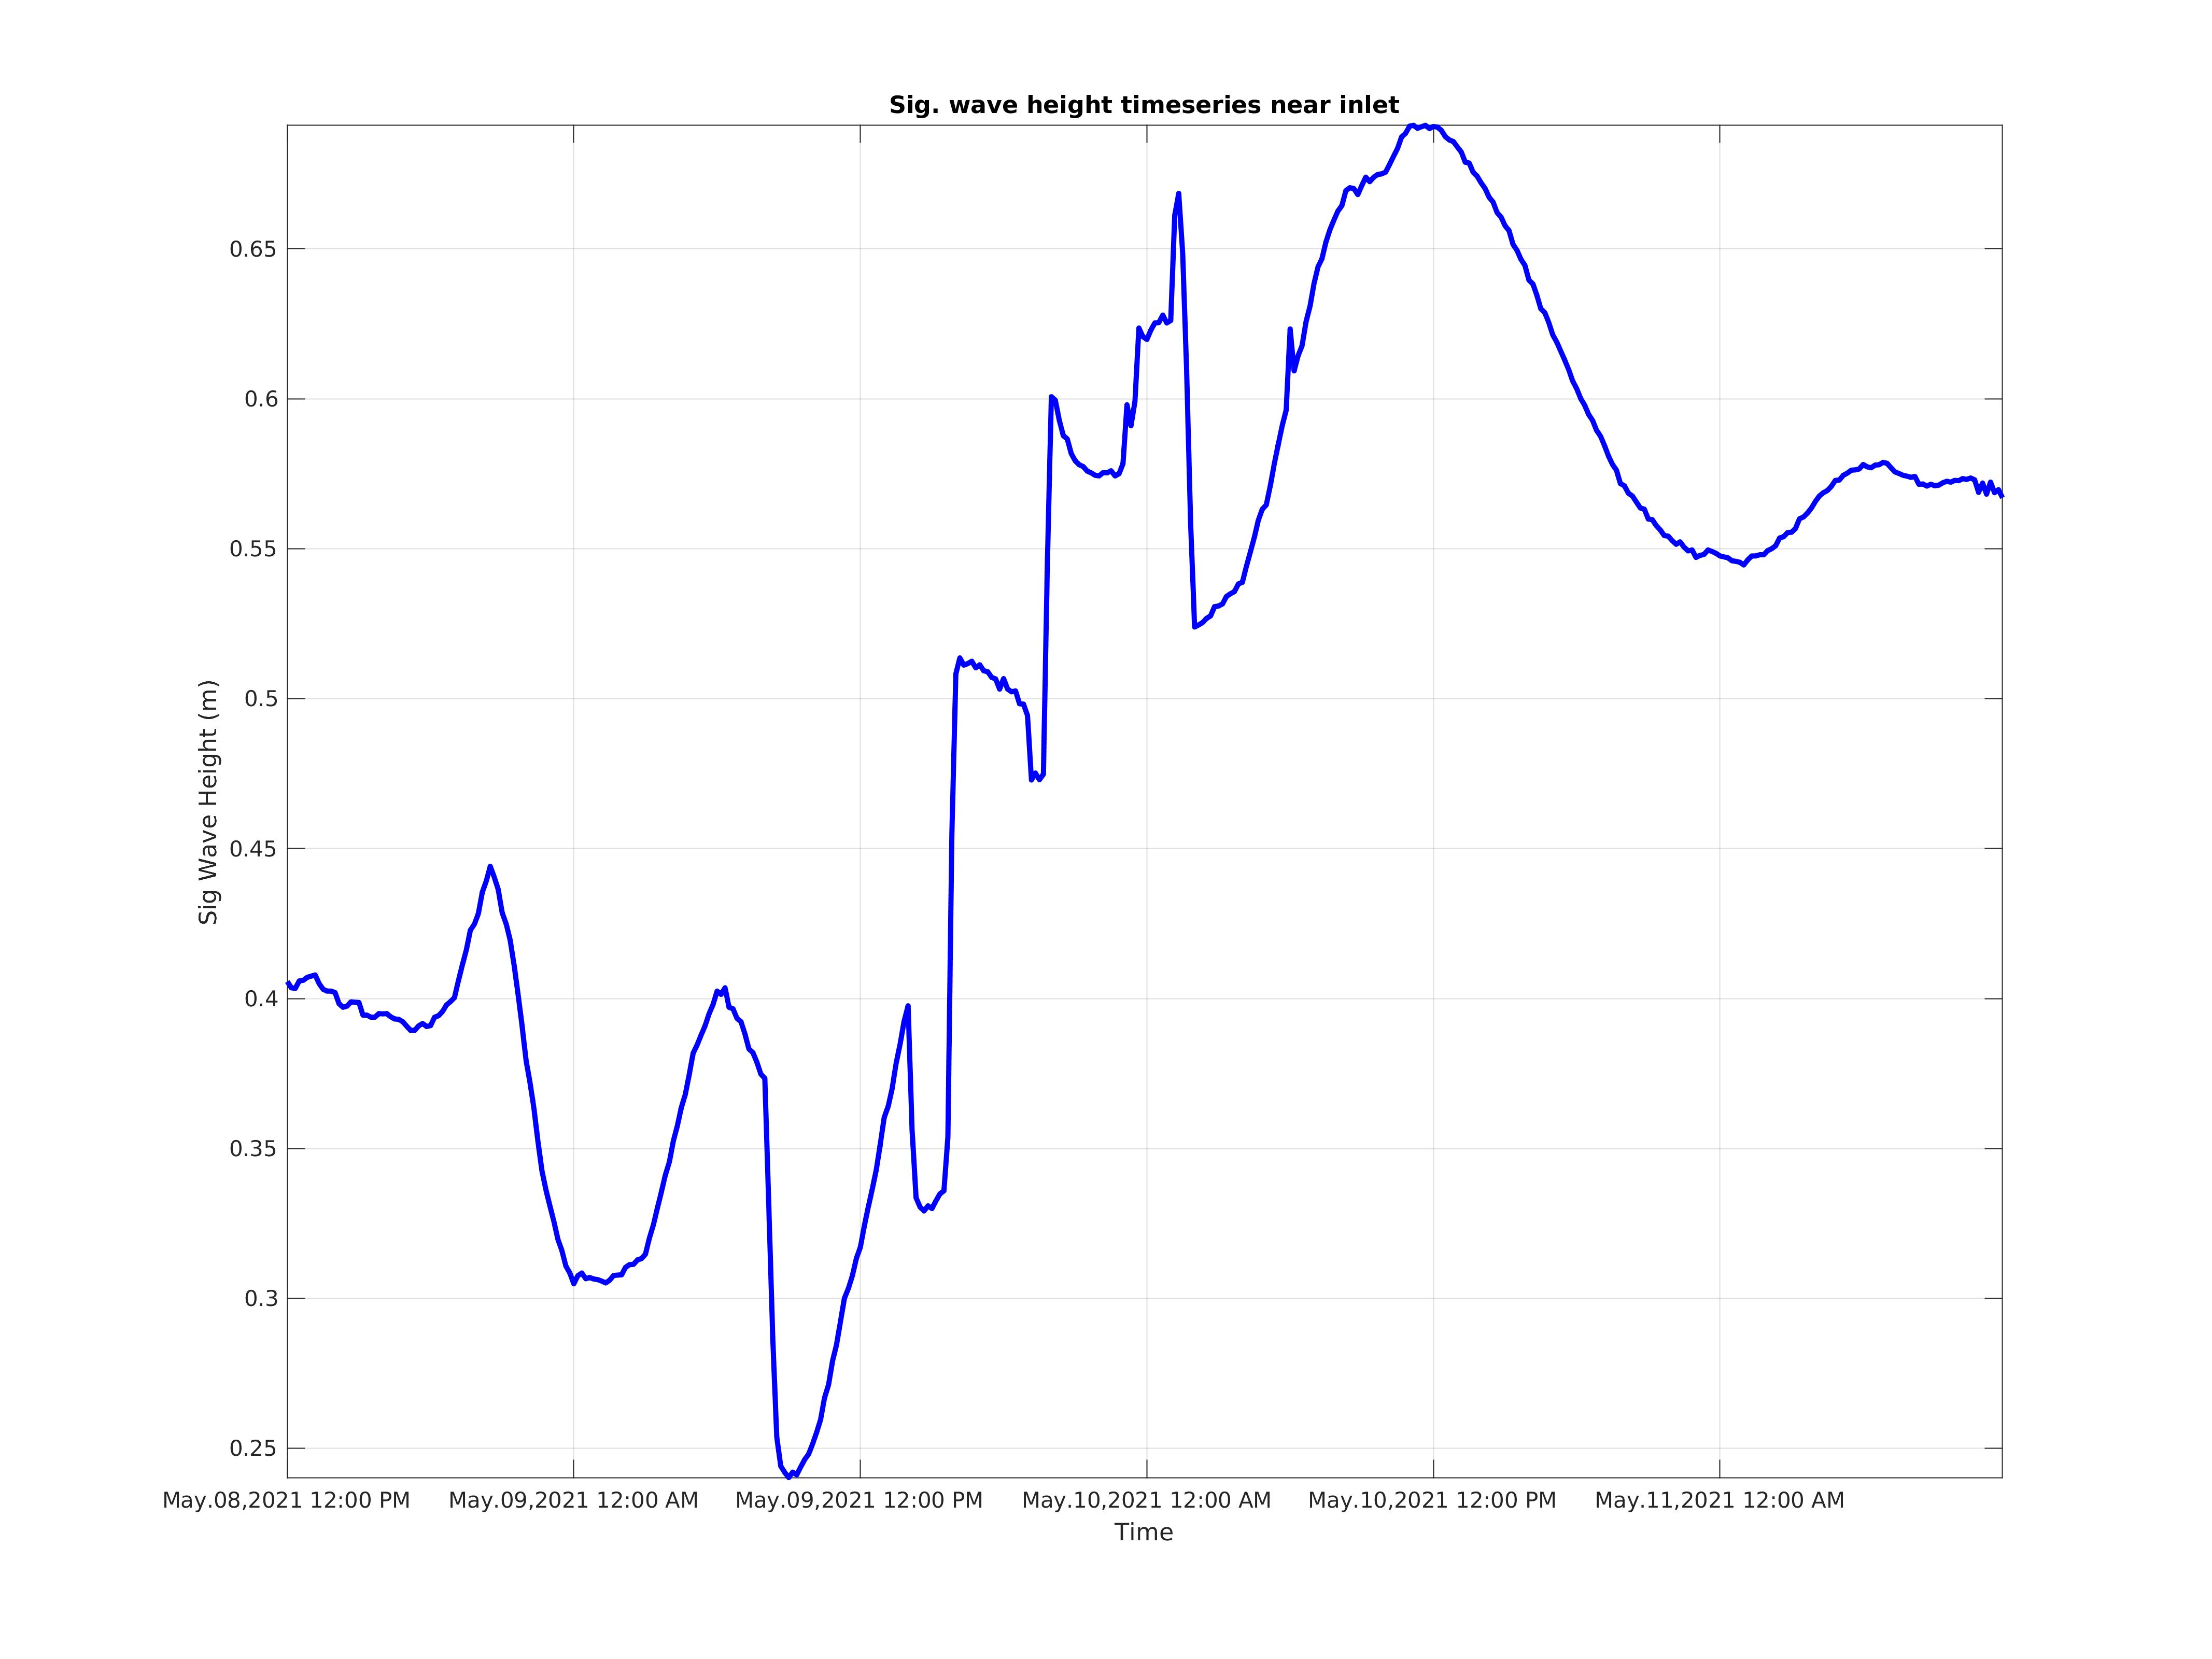 Sig. wave height timeseries near inlet
0.65
0.6
0.55
0.5
0.45
0.4
0.35
0.3
0.25
Sig Wave Height (m)
May.08,2021 12:00 PM
May.09,2021 12:00 AM
May.09,2021 12:00 PM
May.10,2021 12:00 AM
May.10,2021 12:00 PM
May.11,2021 12:00 AM
Time